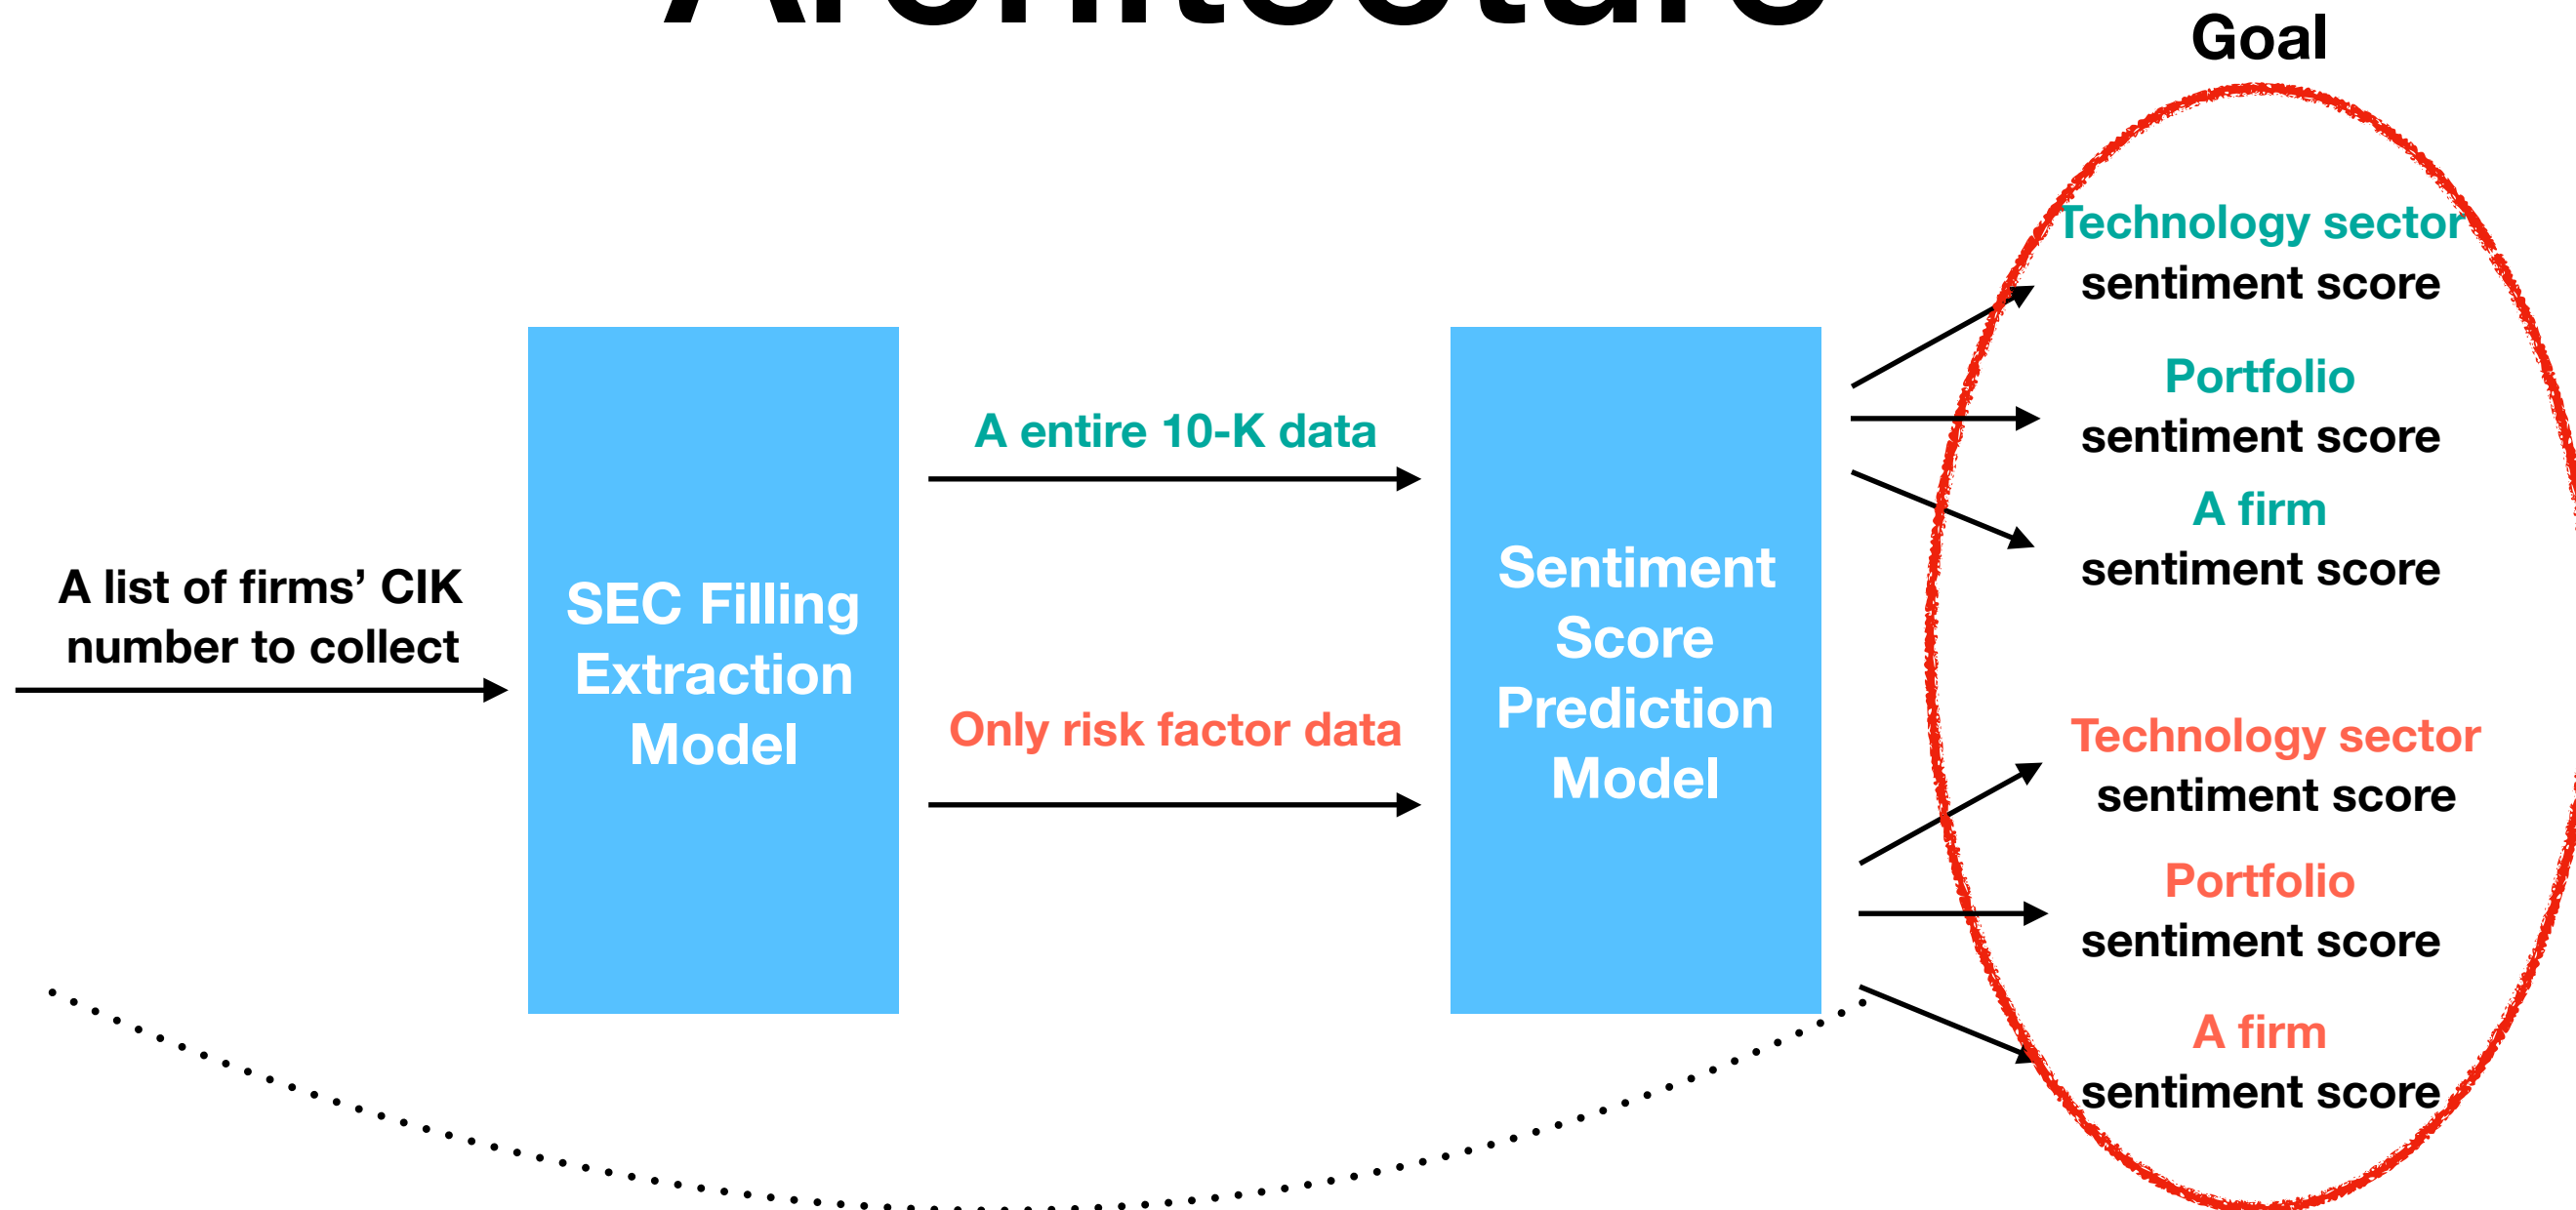 Architecture
Goal
A list of firms’ CIK
number to collect
SEC Filling
Extraction
Model
A entire 10-K data
Only risk factor data
Sentiment
Score
Prediction
Model
Technology sector
sentiment score
Portfolio
sentiment score
A firm
sentiment score
Technology sector
sentiment score
Portfolio
sentiment score
A firm
sentiment score